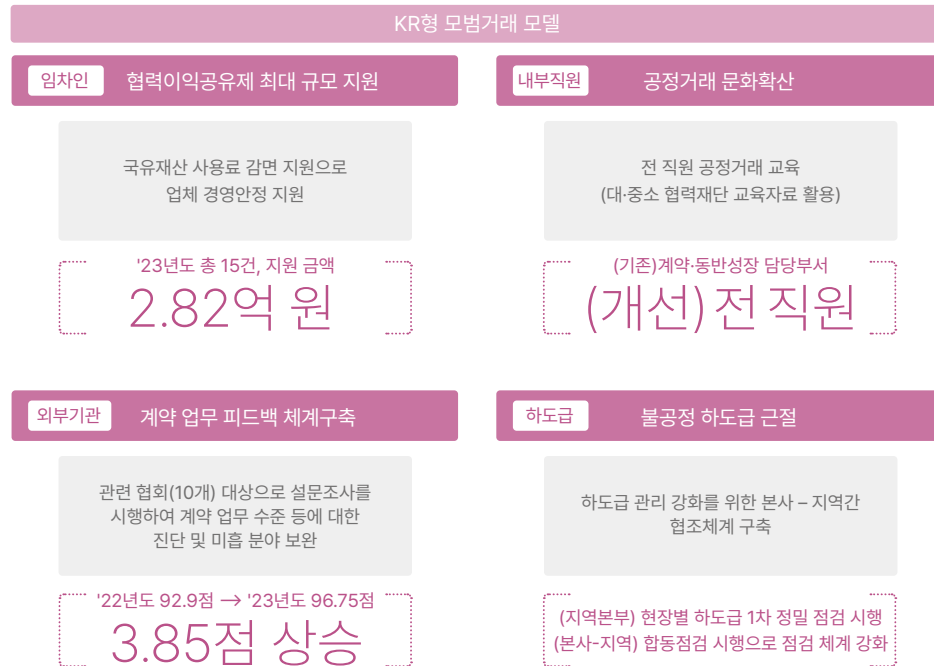 KR형 모범거래 모델
임차인 협력이익공유제 최대 규모 지원
국유재산 사용료 감면 지원으로
업체 경영안정 지원
'23년도 총 15건, 지원 금액
2.82억 원
내부직원 공정거래 문화확산
전 직원 공정거래 교육
(대·중소 협력재단 교육자료 활용)
(기존)계약·동반성장 담당부서
(개선) 전 직원
외부기관 계약 업무 피드백 체계구축
관련 협회(10개) 대상으로 설문조사를
시행하여 계약 업무 수준 등에 대한
진단 및 미흡 분야 보완
'22년도 92.9점 → '23년도 96.75점
3.85점 상승
하도급 불공정 하도급 근절
하도급 관리 강화를 위한 본사 – 지역간
협조체계 구축
(지역본부) 현장별 하도급 1차 정밀 점검 시행
(본사-지역) 합동점검 시행으로 점검 체계 강화